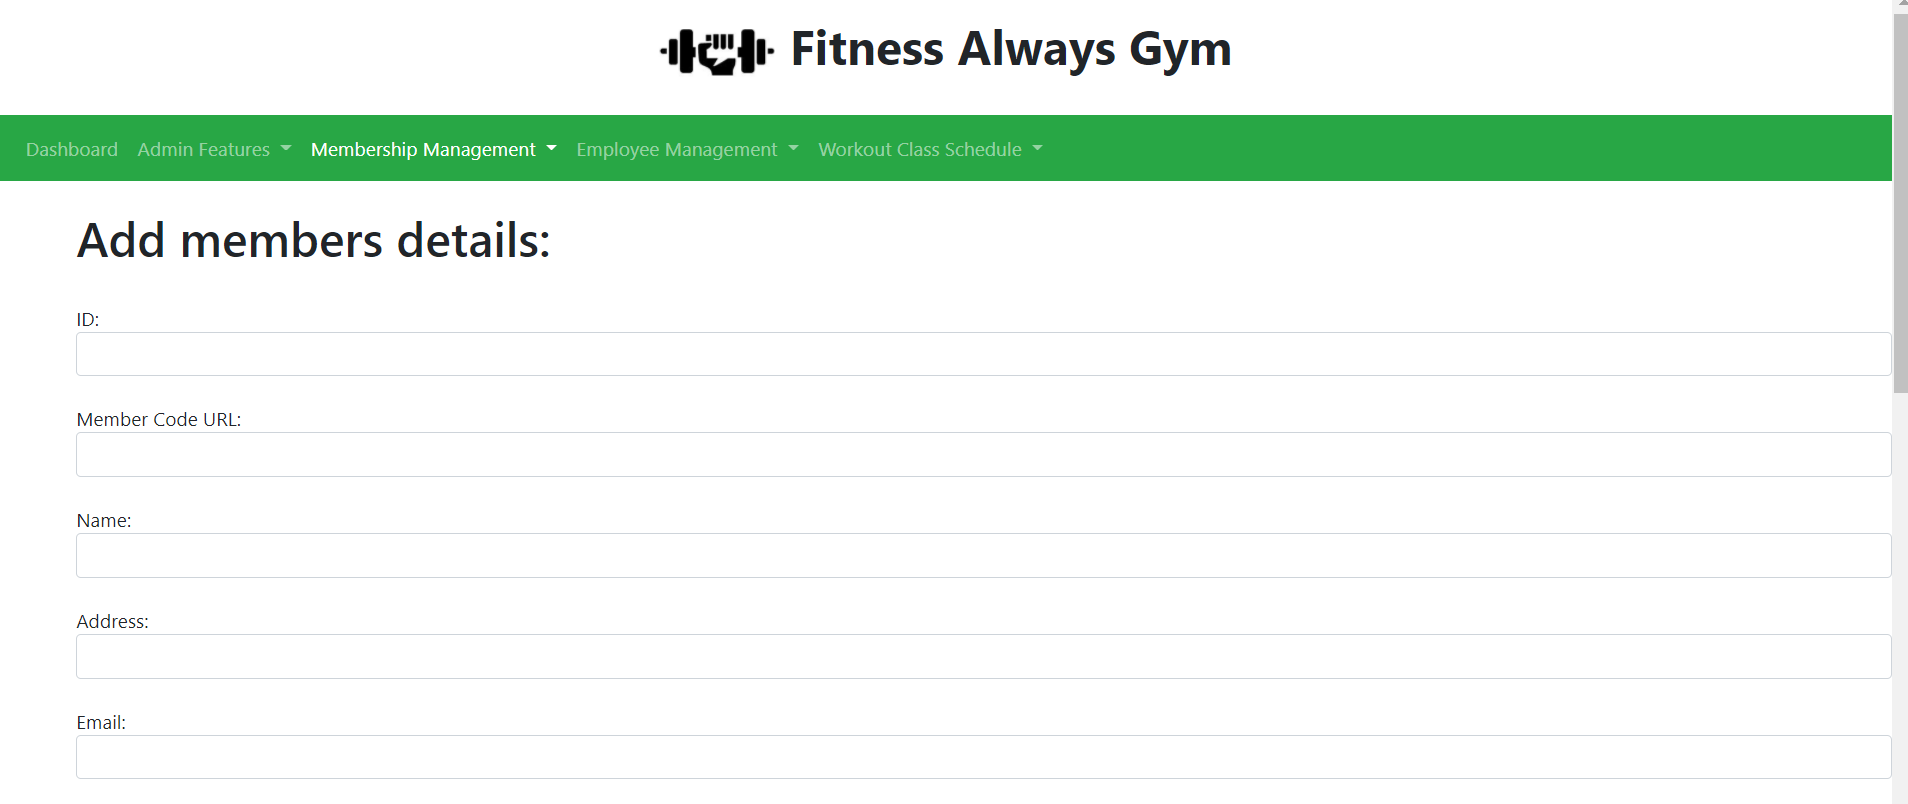 Fitness Always Gym
Dashboard Admin Features Membership Management Employee Management Workout Class Schedule
Add members details:
ID:
Member Code URL:
Name:
Address:
Email: